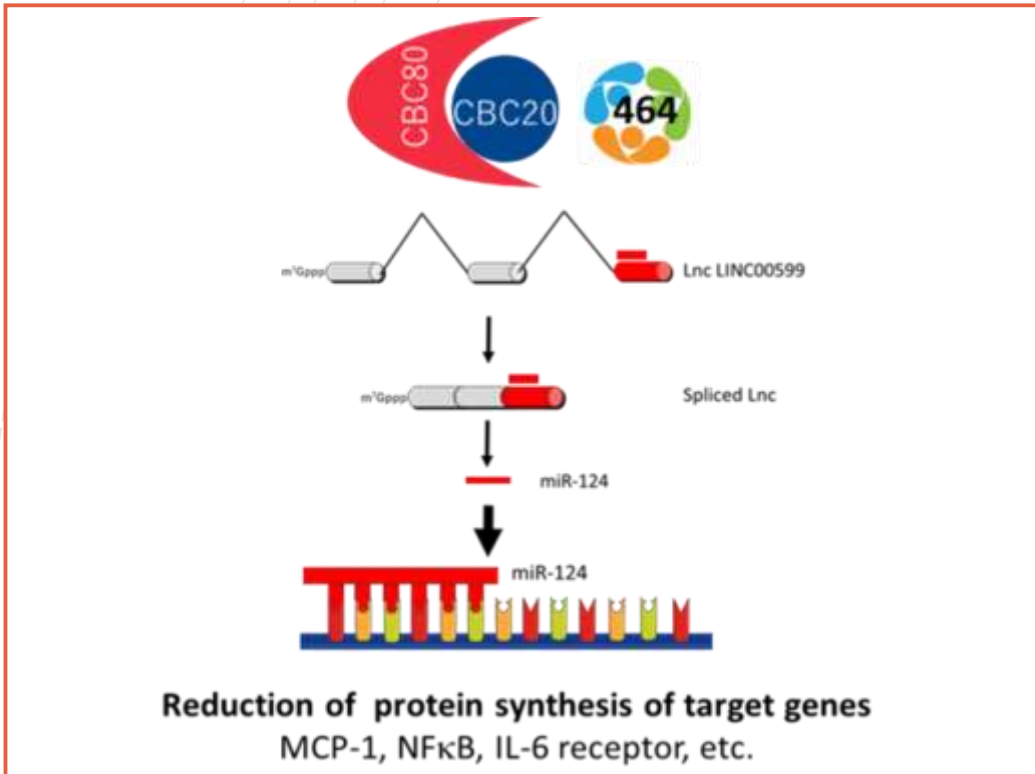 CBC80
CBC20
464
m⁷Gppp
Lnc LINC00599
m⁷Gppp
Spliced Lnc
miR-124
miR-124
Reduction of protein synthesis of target genes
MCP-1, NFκB, IL-6 receptor, etc.